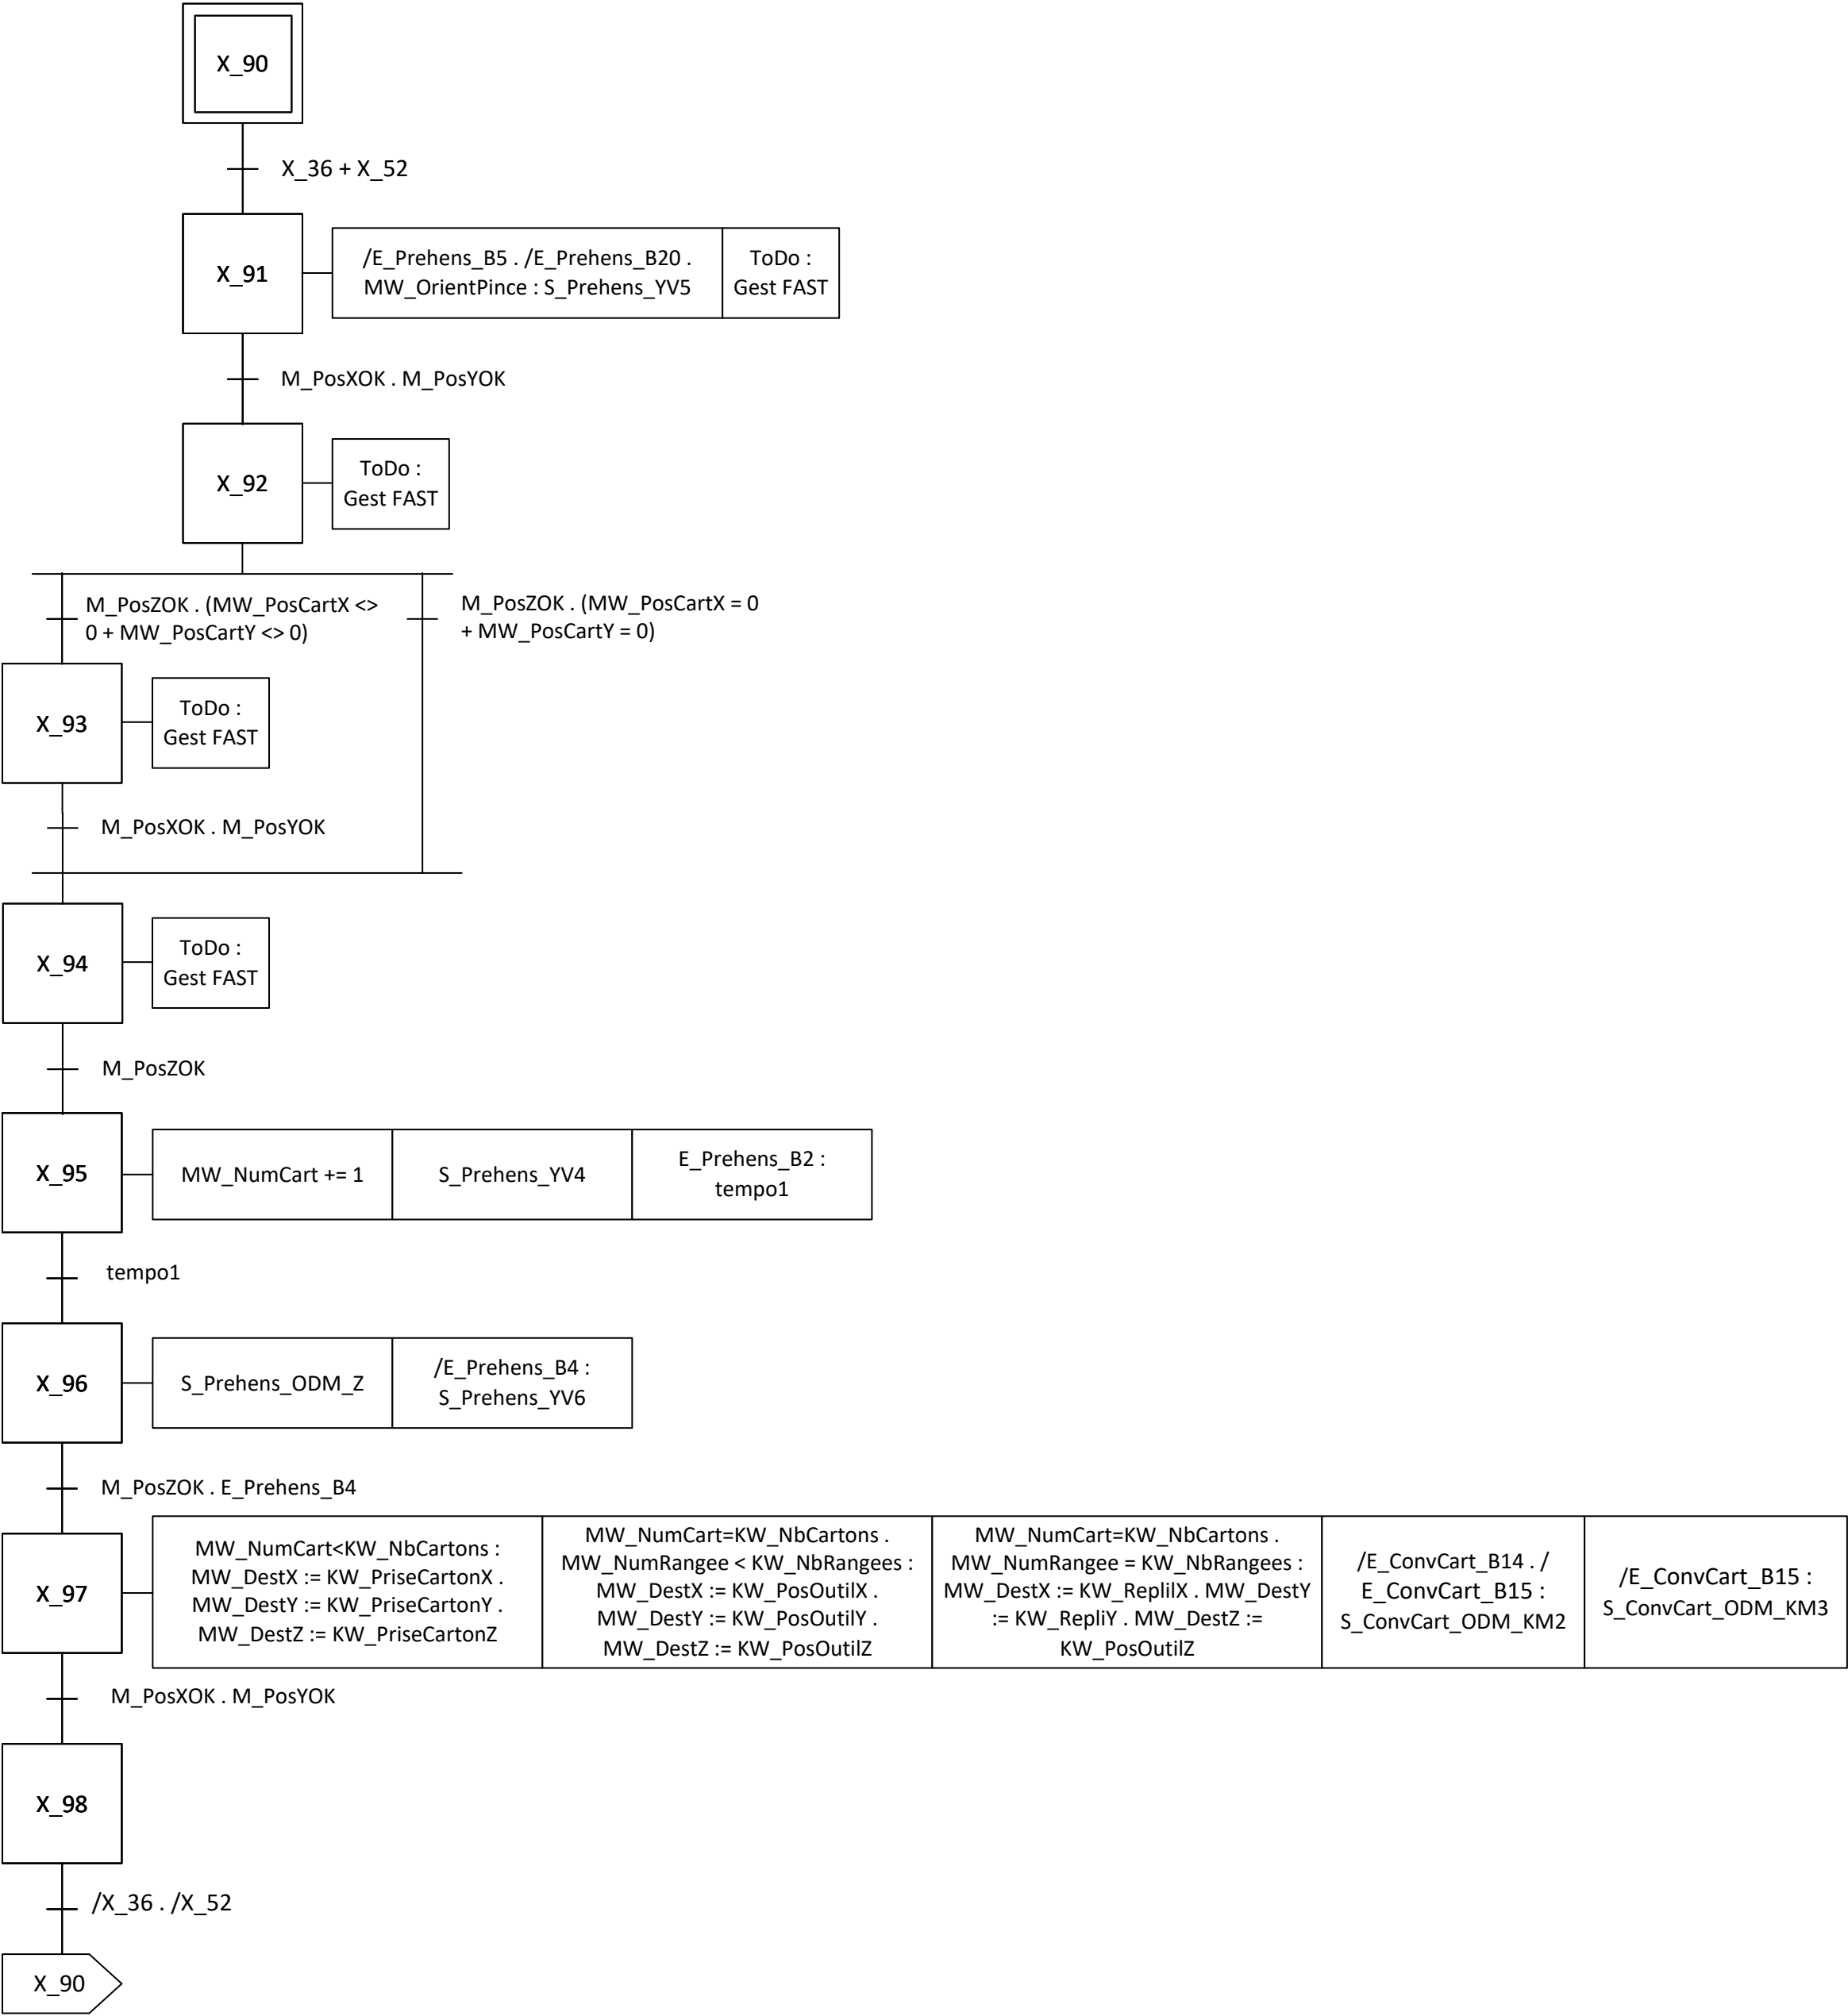 X_90
X_36 + X_52
X_91
/E_Prehens_B5 . /E_Prehens_B20 .
MW_OrientPince : S_Prehens_YV5
ToDo :
Gest FAST
M_PosXOK . M_PosYOK
X_92
ToDo :
Gest FAST
M_PosZOK . (MW_PosCartX <>
0 + MW_PosCartY <> 0)
M_PosZOK . (MW_PosCartX = 0
+ MW_PosCartY = 0)
X_93
ToDo :
Gest FAST
M_PosXOK . M_PosYOK
X_94
ToDo :
Gest FAST
M_PosZOK
X_95
MW_NumCart += 1
S_Prehens_YV4
E_Prehens_B2 :
tempo1
tempo1
X_96
S_Prehens_ODM_Z
/E_Prehens_B4 :
S_Prehens_YV6
M_PosZOK . E_Prehens_B4
X_97
MW_NumCart<KW_NbCartons :
MW_DestX := KW_PriseCartonX .
MW_DestY := KW_PriseCartonY .
MW_DestZ := KW_PriseCartonZ
MW_NumCart=KW_NbCartons .
MW_NumRangee < KW_NbRangees :
MW_DestX := KW_PosOutilX .
MW_DestY := KW_PosOutilY .
MW_DestZ := KW_PosOutilZ
MW_NumCart=KW_NbCartons .
MW_NumRangee = KW_NbRangees :
MW_DestX := KW_ReplilX . MW_DestY
:= KW_RepliY . MW_DestZ :=
KW_PosOutilZ
/E_ConvCart_B14 . /
E_ConvCart_B15 :
S_ConvCart_ODM_KM2
/E_ConvCart_B15 :
S_ConvCart_ODM_KM3
M_PosXOK . M_PosYOK
X_98
/X_36 . /X_52
X_90